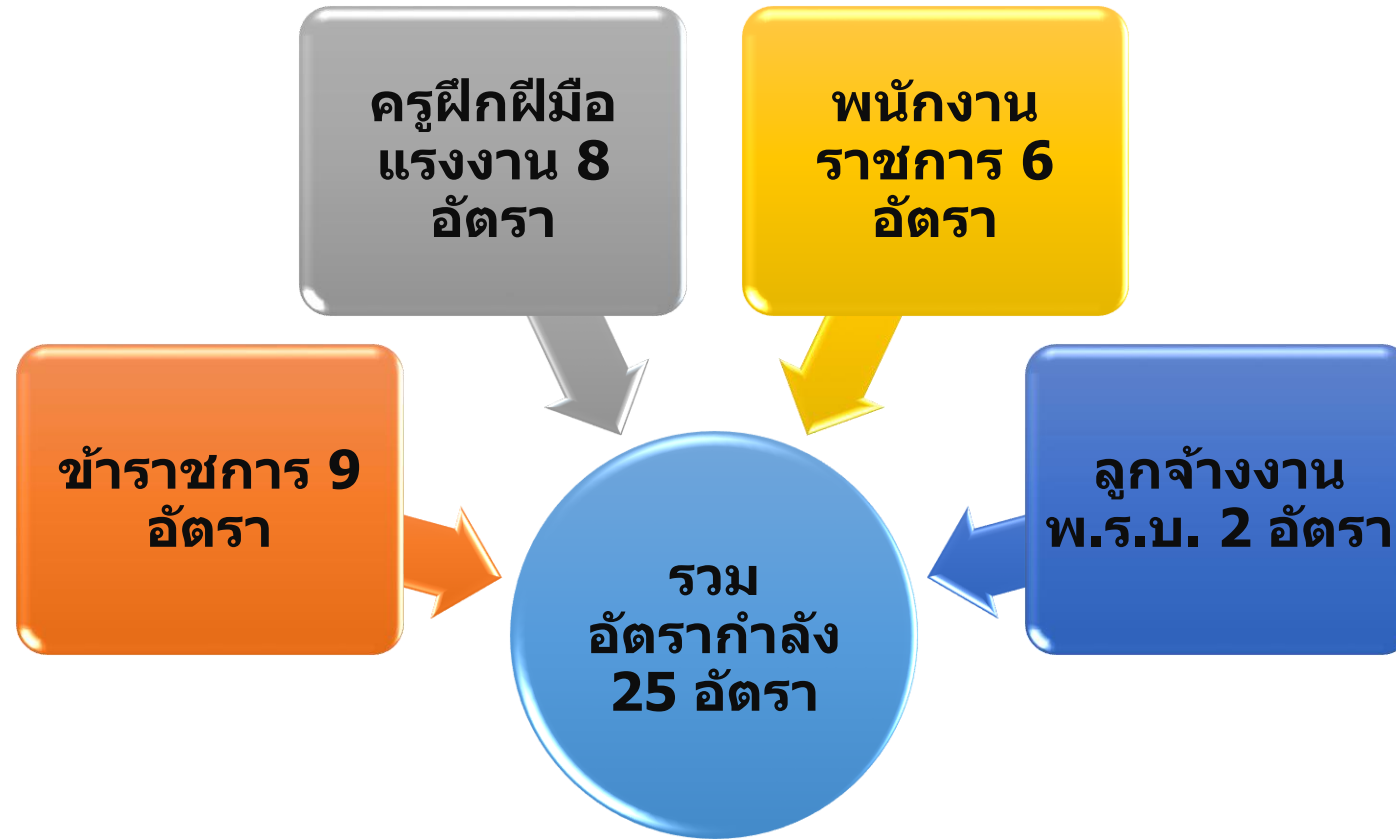 ครูฝึกฝีมือ
แรงงาน 8
อัตรา
พนักงาน
ราชการ 6
อัตรา
ข้าราชการ 9
อัตรา
ลูกจ้างงาน
พ.ร.บ. 2 อัตรา
รวม
อัตรากำลัง
25 อัตรา